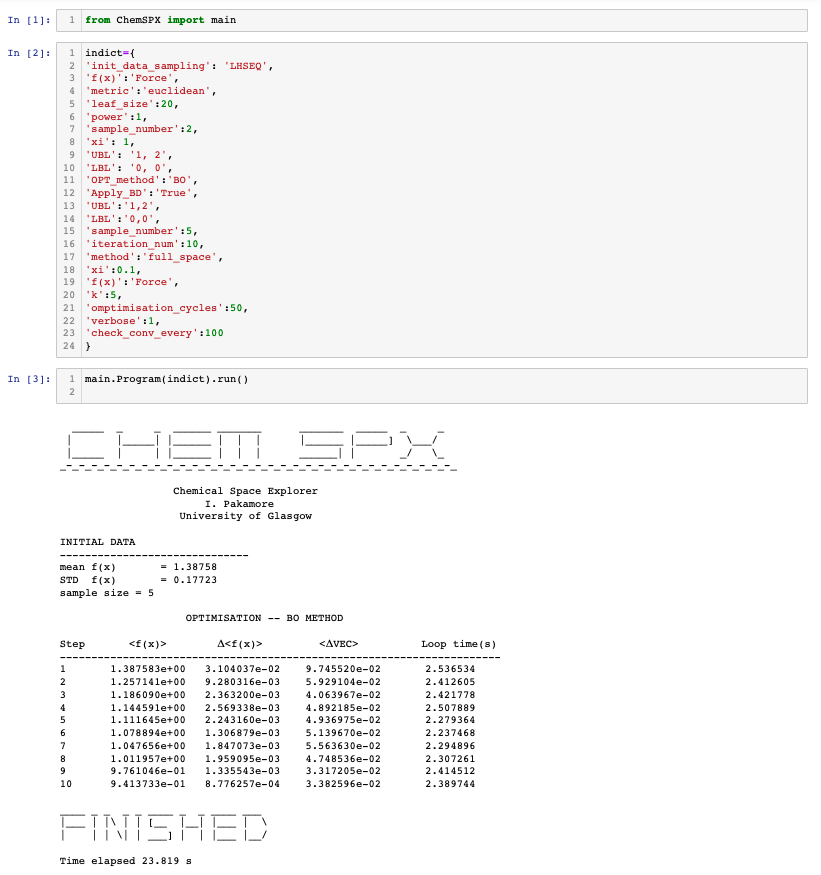 In [1]: 1 from ChemSPX import main
In [2]: 1 indict={
2 'init_data_sampling': 'LHSEQ',
3 'f(x)':'Force',
4 'metric':'euclidean',
5 'leaf_size':20,
6 'power':1,
7 'sample_number':2,
8 'xi': 1,
9 'UBL': '1, 2',
10 'LBL': '0, 0',
11 'OPT_method':'BO',
12 'Apply_BD':'True',
13 'UBL':'1,2',
14 'LBL':'0,0',
15 'sample_number':5,
16 'iteration_num':10,
17 'method':'full_space',
18 'xi':0.1,
19 'f(x)':'Force',
20 'k':5,
21 'omptimisation_cycles':50,
22 'verbose':1,
23 'check_conv_every':100
24 }
In [3]: 1 main.Program(indict).run()
2
CHEM SPX
Chemical Space Explorer
I. Pakamore
University of Glasgow
INITIAL DATA
------------------------------
mean f(x) = 1.38758
STD f(x) = 0.17723
sample size = 5
OPTIMISATION -- BO METHOD
Step <f(x)> Δ<f(x)> <ΔVEC> Loop time(s)
----------------------------------------------------------------------
1 1.387583e+00 3.104037e-02 9.745520e-02 2.536534
2 1.257141e+00 9.280316e-03 5.929104e-02 2.412605
3 1.186090e+00 2.363200e-03 4.063967e-02 2.421778
4 1.144591e+00 2.569338e-03 4.892185e-02 2.507889
5 1.111645e+00 2.243160e-03 4.936975e-02 2.279364
6 1.078894e+00 1.306879e-03 5.139670e-02 2.237468
7 1.047656e+00 1.847073e-03 5.563630e-02 2.294896
8 1.011957e+00 1.959095e-03 4.748536e-02 2.307261
9 9.761046e-01 1.335543e-03 3.317205e-02 2.414512
10 9.413733e-01 8.776257e-04 3.382596e-02 2.389744
FINISHED
Time elapsed 23.819 s